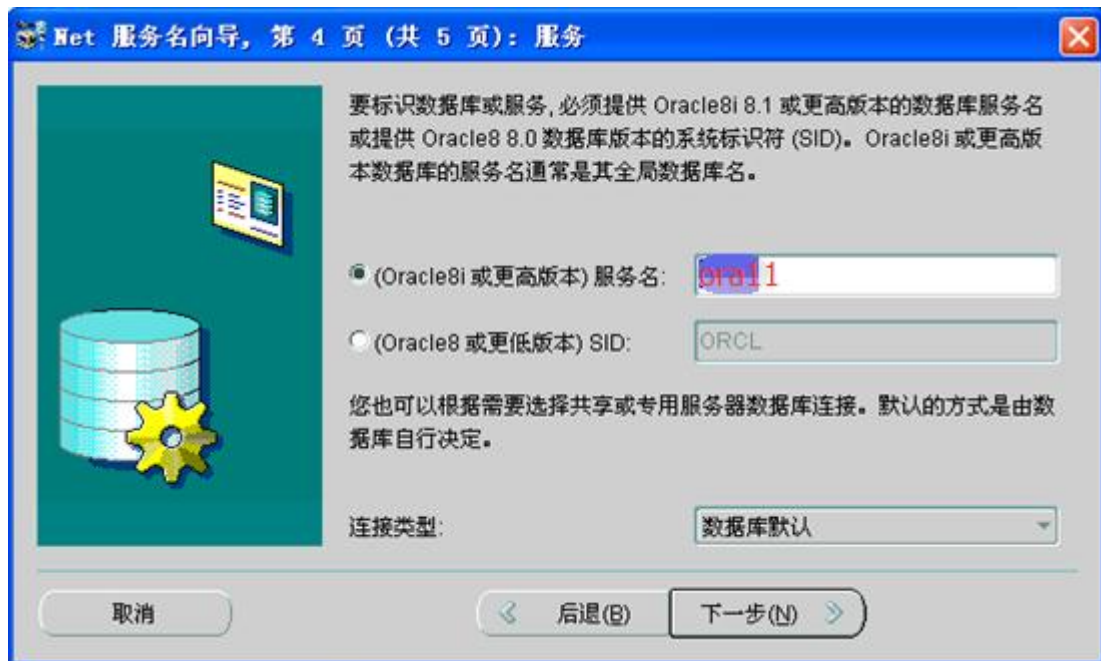 Net 服务名向导, 第 4 页 (共 5 页): 服务
要标识数据库或服务, 必须提供 Oracle8i 8.1 或更高版本的数据库服务名
或提供 Oracle8 8.0 数据库版本的系统标识符 (SID)。Oracle8i 或更高版
本数据库的服务名通常是其全局数据库名。
(Oracle8i 或更高版本) 服务名: ora11
(Oracle8 或更低版本) SID: ORCL
您也可以根据需要选择共享或专用服务器数据库连接。默认的方式是由数
据库自行决定。
连接类型: 数据库默认
取消 后退(B) 下一步(N)